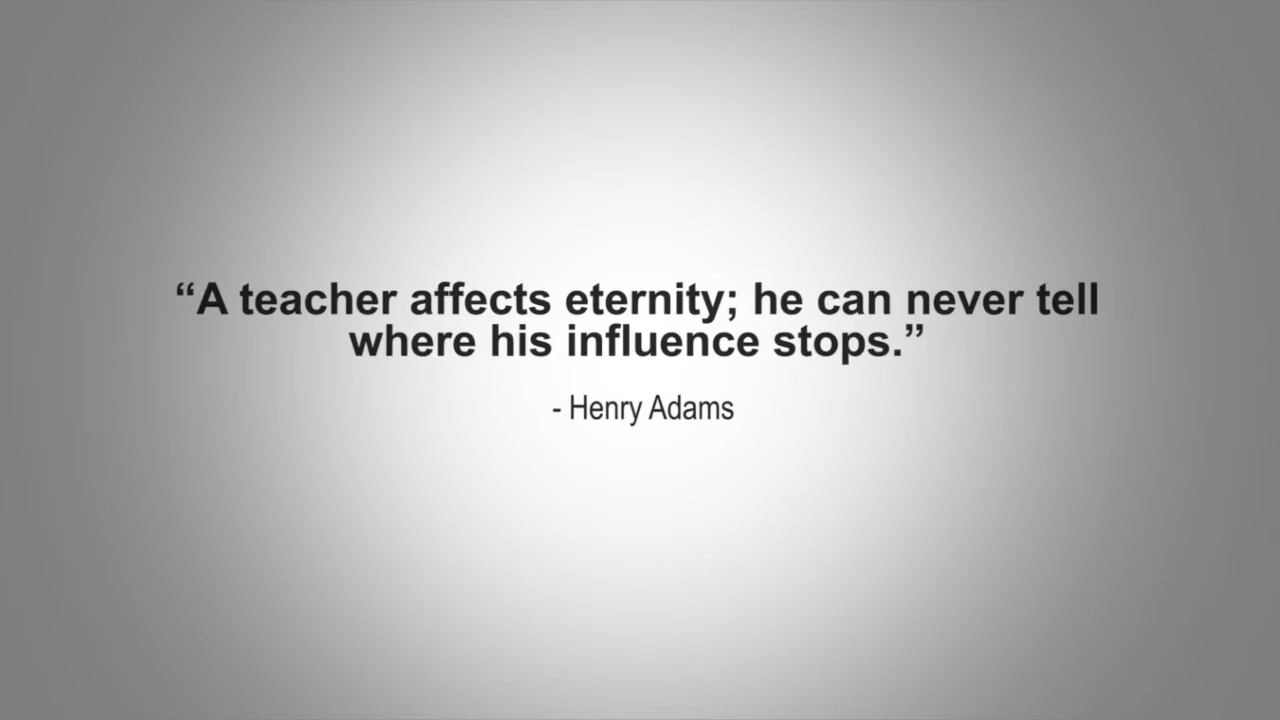 “A teacher affects eternity; he can never tell
where his influence stops.”
- Henry Adams